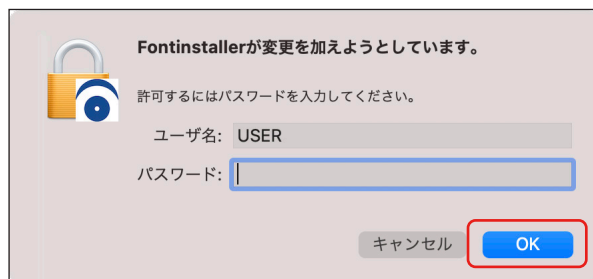 Fontinstallerが変更を加えようとしています。
許可するにはパスワードを入力してください。
ユーザ名: USER
パスワード:
キャンセル OK